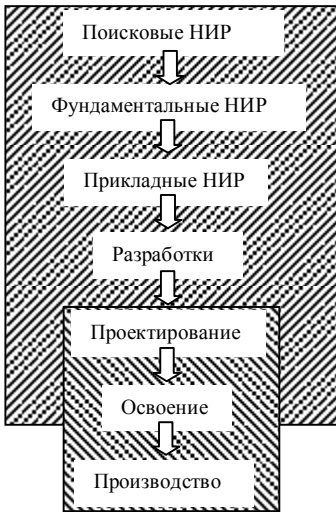 Поисковые НИР
Фундаментальные НИР
Прикладные НИР
Разработки
Проектирование
Освоение
Производство